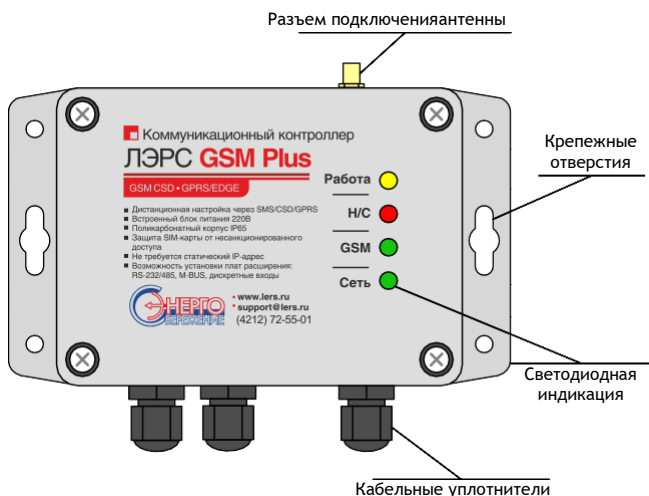 Разъем подключенияантенны
Коммуникационный контроллер
ЛЭРС GSM Plus
GSM CSD • GPRS/EDGE
Работа
Н/С
GSM
Сеть
Крепежные
отверстия
■ Дистанционная настройка через SMS/CSD/GPRS
■ Встроенный блок питания 220В
■ Поликарбонатный корпус IP65
■ Защита SIM-карты от несанкционированного
доступа
■ Не требуется статический IP-адрес
■ Возможность установки плат расширения:
RS-232/485, M-BUS, дискретные входы
ЭНЕРГО
СБЕРЕЖЕНИЕ
• www.lers.ru
• support@lers.ru
(4212) 72-55-01
Светодиодная
индикация
Кабельные уплотнители